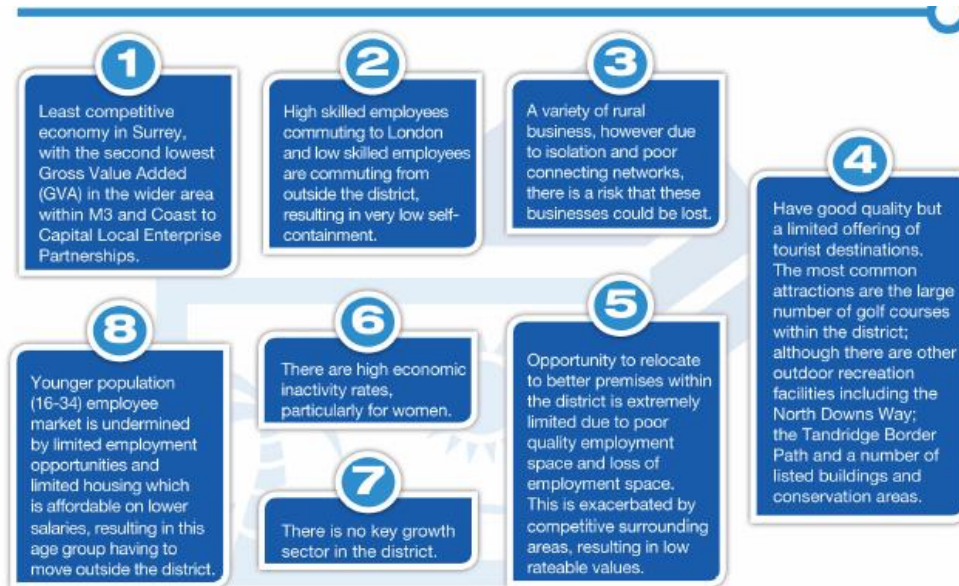 1
Least competitive
economy in Surrey,
with the second lowest
Gross Value Added
(GVA) in the wider area
within M3 and Coast to
Capital Local Enterprise
Partnerships.
2
High skilled employees
commuting to London
and low skilled employees
are commuting from
outside the district,
resulting in very low self-
containment.
3
A variety of rural
business, however due
to isolation and poor
connecting networks,
there is a risk that these
businesses could be lost.
4
Have good quality but
a limited offering of
tourist destinations.
The most common
attractions are the large
number of golf courses
within the district;
although there are other
outdoor recreation
facilities including the
North Downs Way;
the Tandridge Border
Path and a number of
listed buildings and
conservation areas.
5
Opportunity to relocate
to better premises within
the district is extremely
limited due to poor
quality employment
space and loss of
employment space.
This is exacerbated by
competitive surrounding
areas, resulting in low
rateable values.
6
There are high economic
inactivity rates,
particularly for women.
7
There is no key growth
sector in the district.
8
Younger population
(16-34) employee
market is undermined
by limited employment
opportunities and
limited housing which
is affordable on lower
salaries, resulting in this
age group having to
move outside the district.